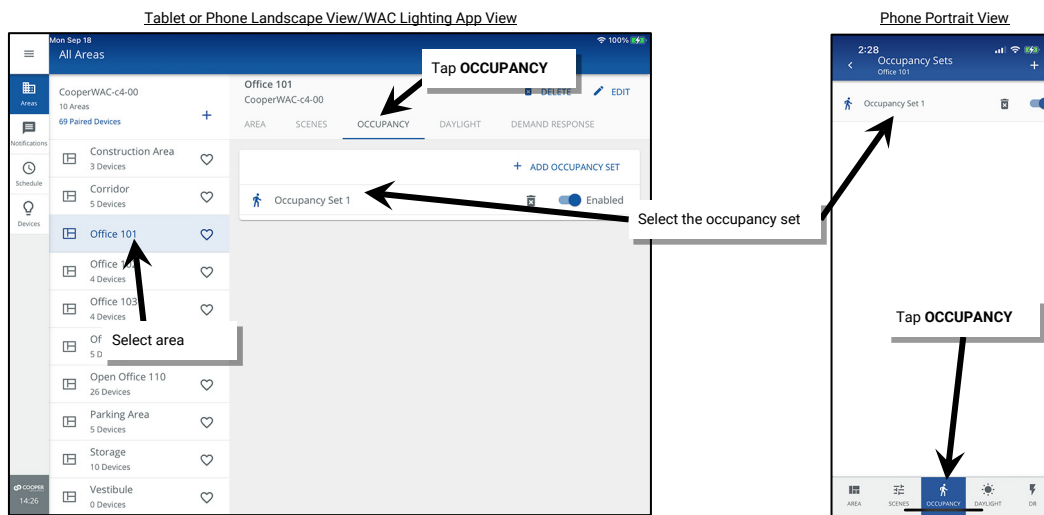 Tablet or Phone Landscape View/WAC Lighting App View
Mon Sep 18
100%
All Areas
Tap OCCUPANCY
Areas
Notifications
Schedule
Devices
COOPER
14:26
CooperWAC-c4-00
10 Areas
69 Paired Devices
+
Construction Area
3 Devices
Corridor
5 Devices
Office 101
Office 102
4 Devices
Office 103
4 Devices
Of
5 D
Select area
Open Office 110
26 Devices
Parking Area
5 Devices
Storage
10 Devices
Vestibule
0 Devices
Office 101
CooperWAC-c4-00
DELETE
EDIT
AREA SCENES OCCUPANCY DAYLIGHT DEMAND RESPONSE
+ ADD OCCUPANCY SET
Occupancy Set 1
Enabled
Select the occupancy set
Phone Portrait View
2:28
Occupancy Sets
Office 101
+
Occupancy Set 1
Tap OCCUPANCY
AREA SCENES OCCUPANCY DAYLIGHT DR